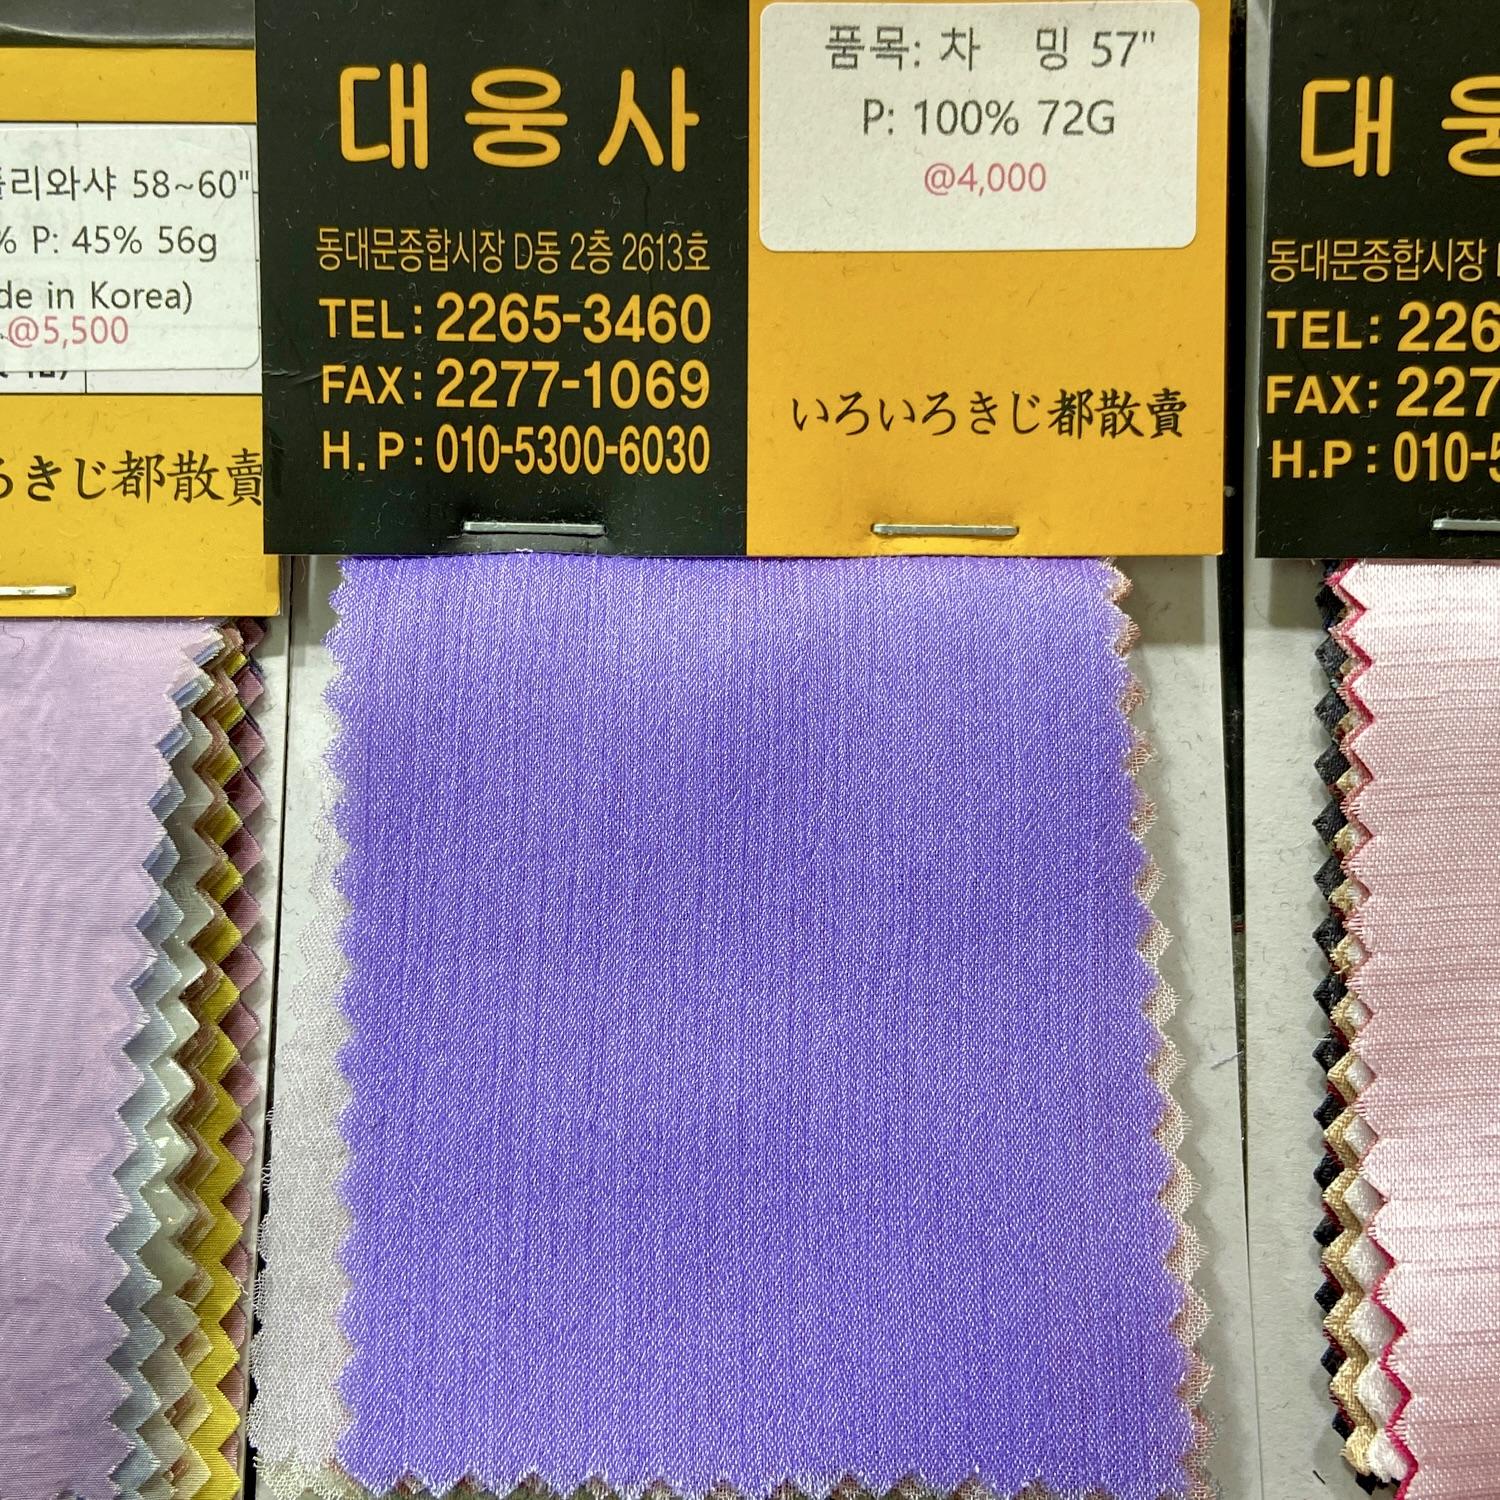 리와샤 58~60"
% P: 45% 56g
de in Korea)
@5,500
ろきじ都散賣
대웅사
동대문종합시장 D동 2층 2613호
TEL: 2265-3460
FAX: 2277-1069
H.P: 010-5300-6030
품목: 차 밍 57"
P: 100% 72G
@4,000
いろいろきじ都散賣
대
동대문종합시장
TEL: 226
FAX: 227
H.P: 010-5